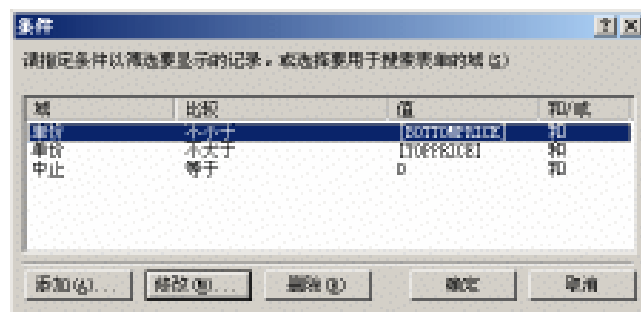 条件
请指定条件以筛选要显示的记录，或选择要用于搜索表单的域(S)
域 比较 值 和/或
单价 不小于 [BOTTOMPRICE] 和
单价 不大于 [TOPPRICE] 和
中止 等于 0 和
添加(A)... 修改(M)... 删除(R) 确定 取消